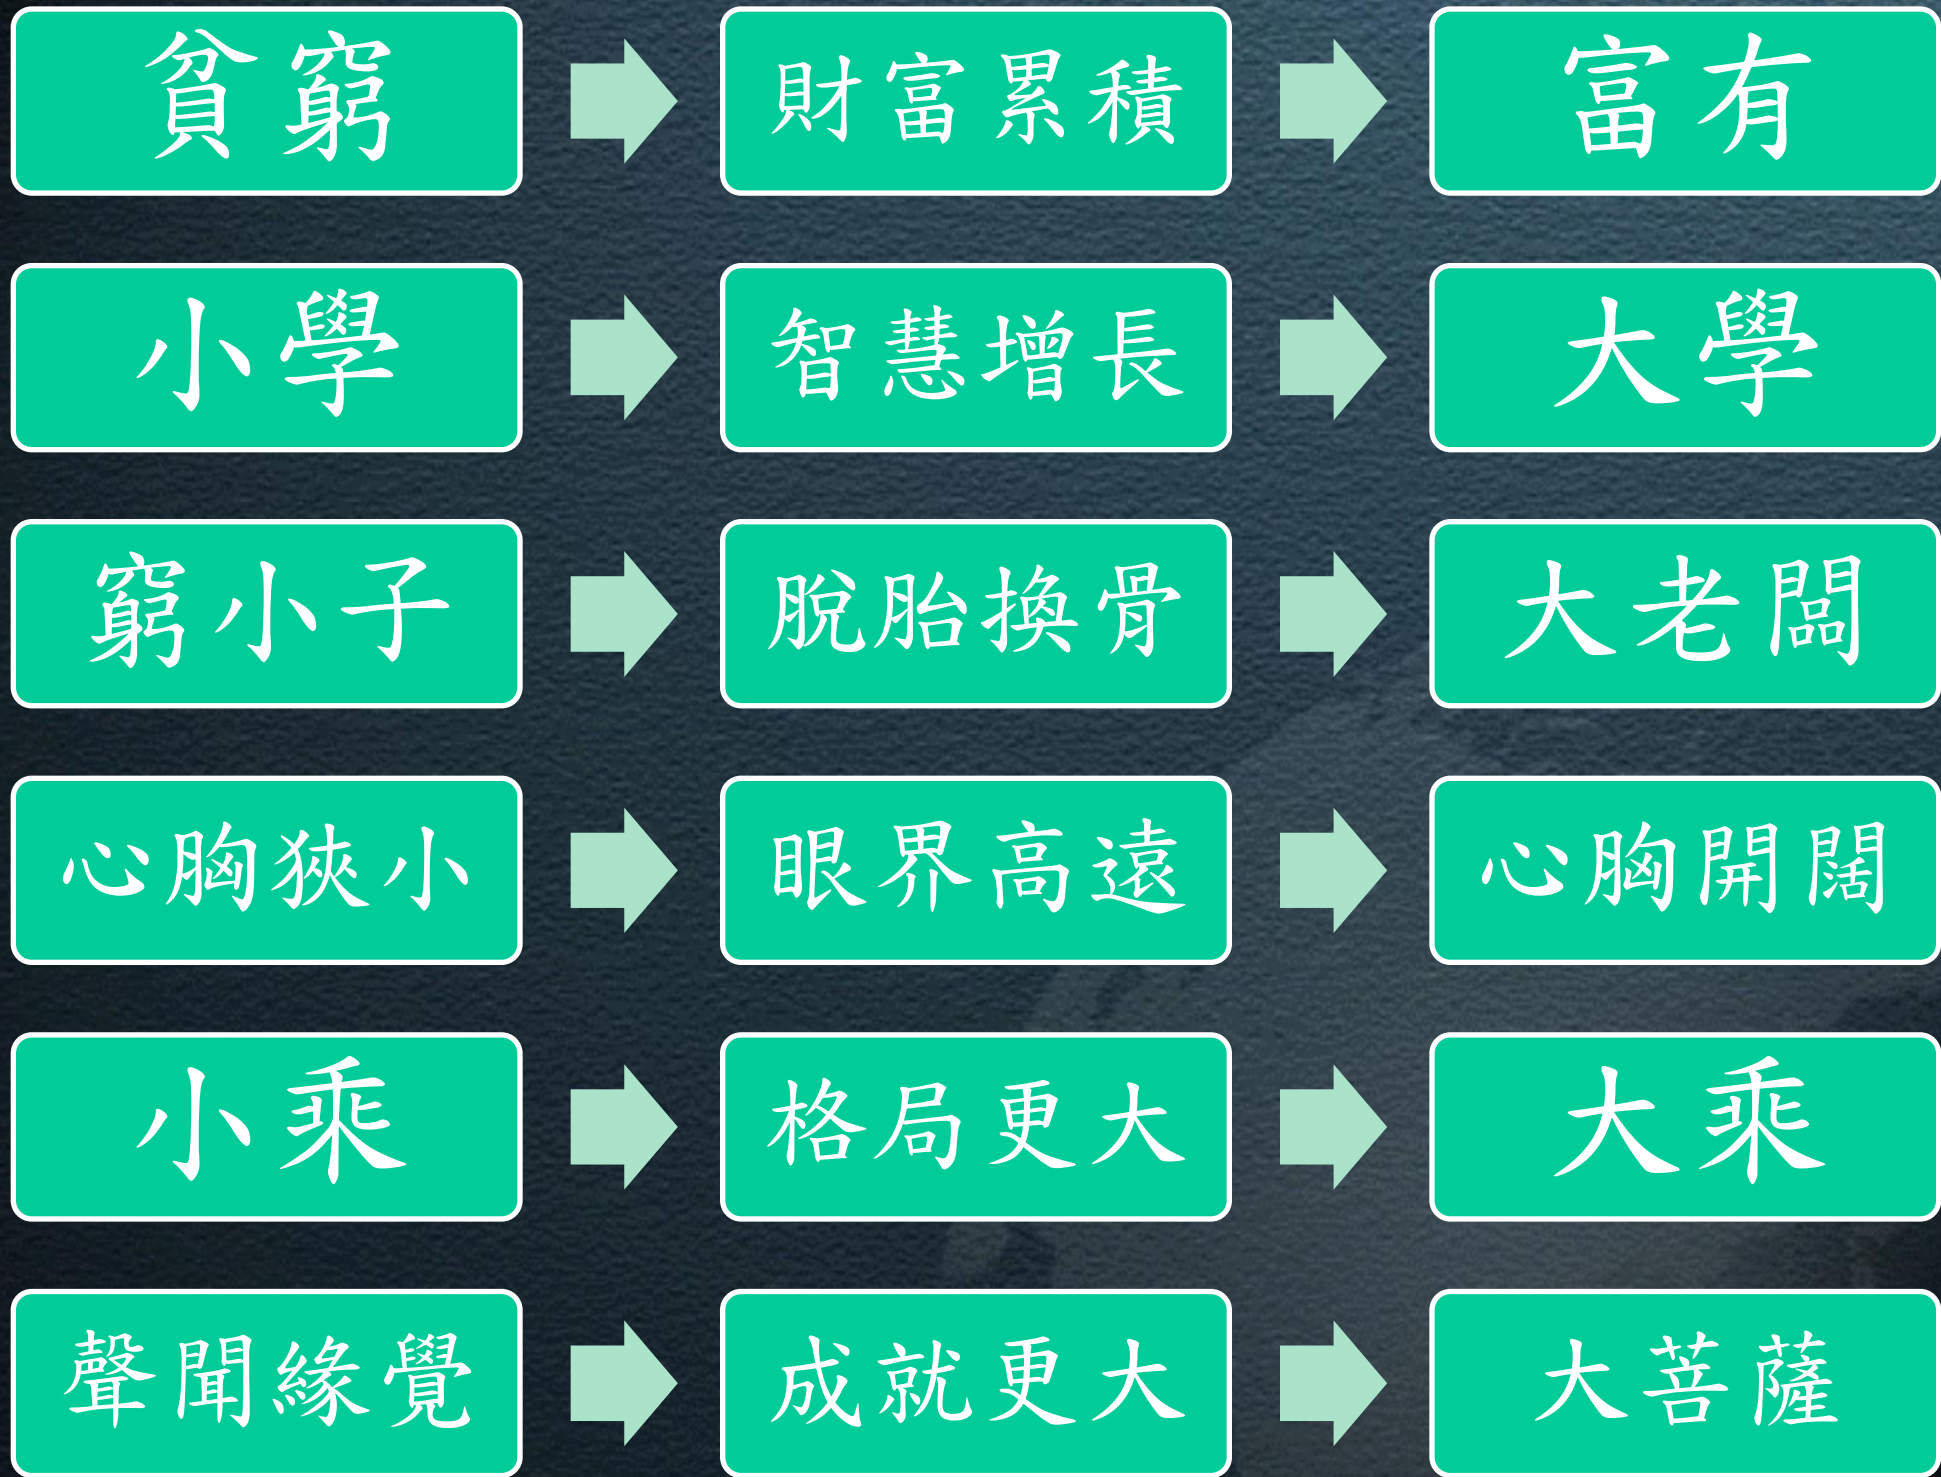 貧窮 財富累積 富有
小學 智慧增長 大學
窮小子 脫胎換骨 大老闆
心胸狹小 眼界高遠 心胸開闊
小乘 格局更大 大乘
聲聞緣覺 成就更大 大菩薩